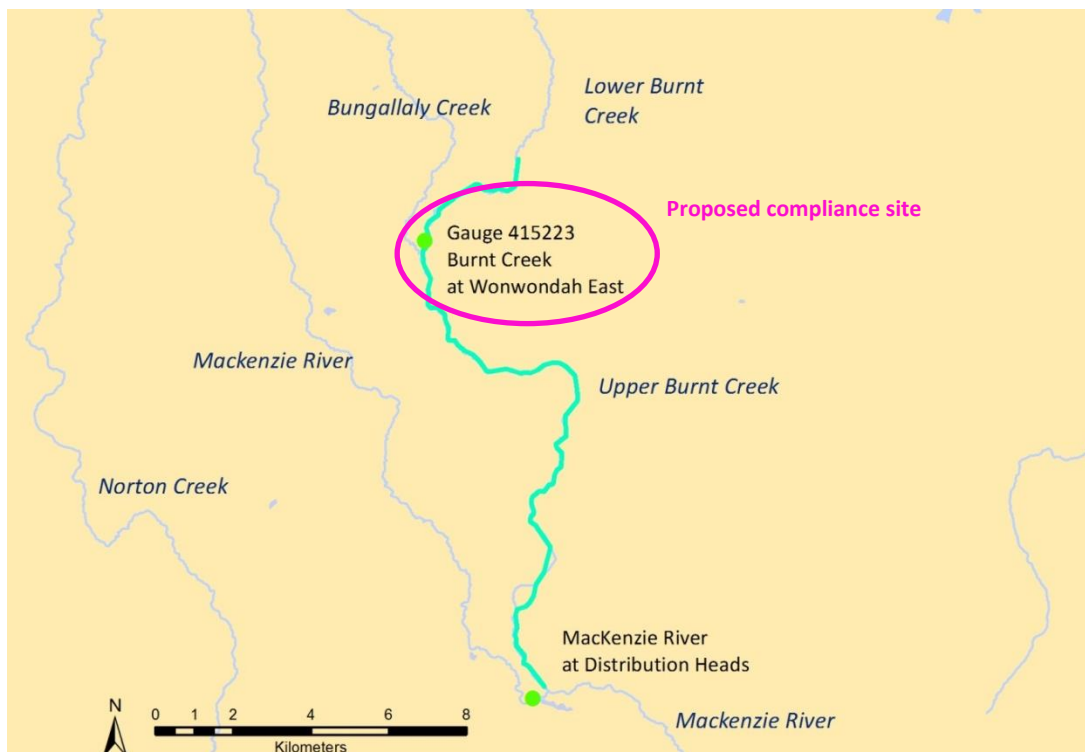 Lower Burnt
Creek
Bungallaly Creek
Proposed compliance site
Gauge 415223
Burnt Creek
at Wonwondah East
Mackenzie River
Upper Burnt Creek
Norton Creek
MacKenzie River
at Distribution Heads
Mackenzie River
N
0 1 2 4 6 8
Kilometers